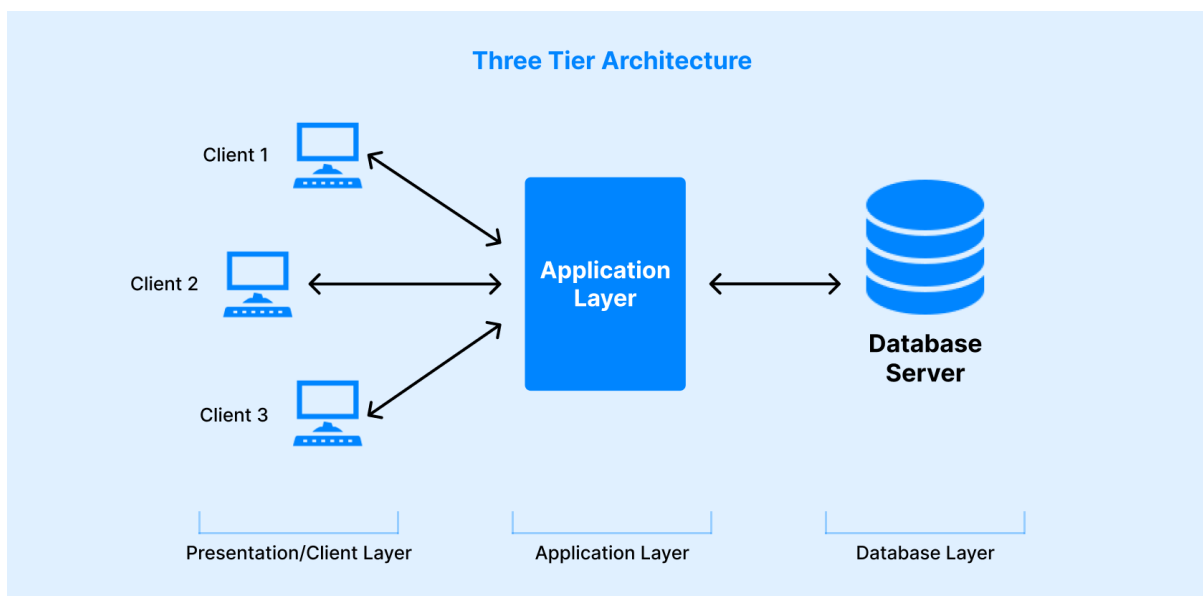 Three Tier Architecture
Client 1
Client 2
Client 3
Application
Layer
Database
Server
Presentation/Client Layer
Application Layer
Database Layer